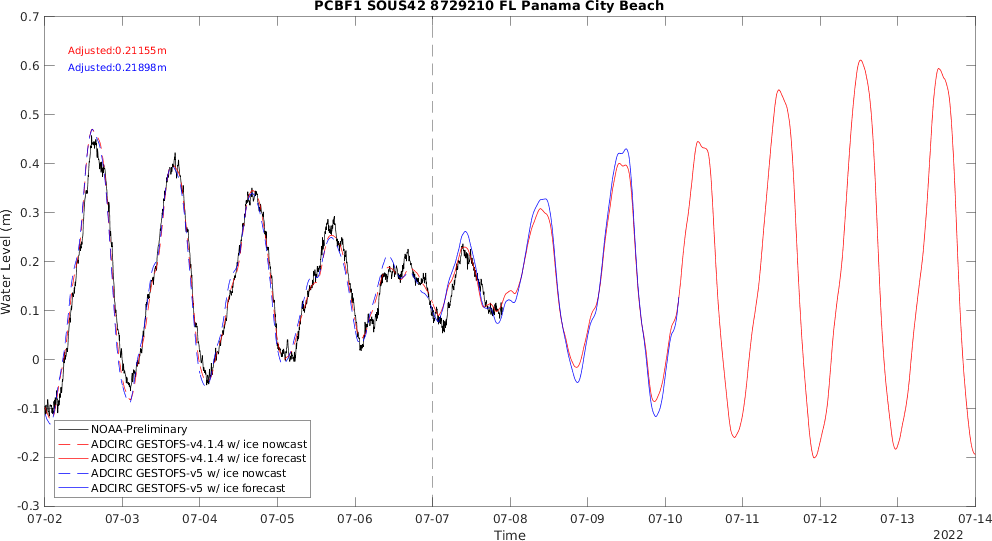 PCBF1 SOUS42 8729210 FL Panama City Beach
Adjusted:0.21155m
Adjusted:0.21898m
Water Level (m)
0.7
0.6
0.5
0.4
0.3
0.2
0.1
0
-0.1
-0.2
-0.3
NOAA-Preliminary
ADCIRC GESTOFS-v4.1.4 w/ ice nowcast
ADCIRC GESTOFS-v4.1.4 w/ ice forecast
ADCIRC GESTOFS-v5 w/ ice nowcast
ADCIRC GESTOFS-v5 w/ ice forecast
07-02 07-03 07-04 07-05 07-06 07-07 07-08 07-09 07-10 07-11 07-12 07-13 07-14
Time
2022